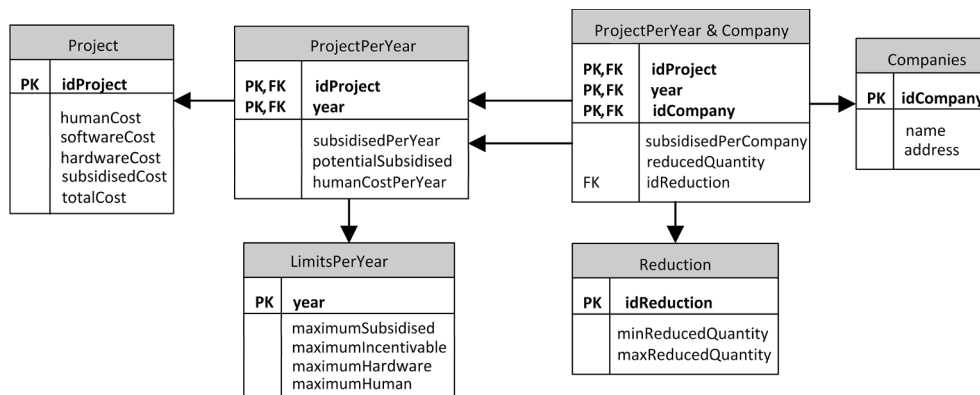 Project
PK idProject
humanCost
softwareCost
hardwareCost
subsidisedCost
totalCost
ProjectPerYear
PK,FK idProject
PK,FK year
subsidisedPerYear
potentialSubsidised
humanCostPerYear
ProjectPerYear & Company
PK,FK idProject
PK,FK year
PK,FK idCompany
subsidisedPerCompany
reducedQuantity
FK idReduction
Companies
PK idCompany
name
address
LimitsPerYear
PK year
maximumSubsidised
maximumIncentivable
maximumHardware
maximumHuman
Reduction
PK idReduction
minReducedQuantity
maxReducedQuantity